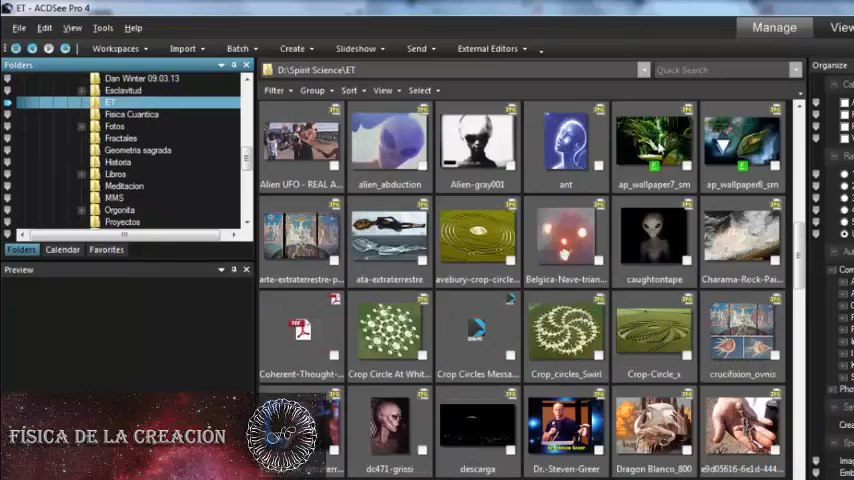 ET - ACDSee Pro 4
File Edit View Tools Help
Manage View
Workspaces Import Batch Create Slideshow Send External Editors
Folders
Dan Winter 09.03.13
Esclavitud
ET
Fisica Cuantica
Fotos
Fractales
Geometria sagrada
Historia
Libros
Meditacion
MMS
Orgonita
Proyectos
Folders Calendar Favorites
Preview
D:\Spirit Science\ET
Quick Search
Filter Group Sort View Select
Alien UFO - REAL A... alien_abduction Alien-gray001 ant ap_wallpaper7_sm ap_wallpaper8_sm
arte-extraterrestre-p... ata-extraterrestre avebury-crop-circle... Belgica-Nave-trian... caughtontape Charama-Rock-Pai...
Coherent-Thought-... Crop Circle At Whit... Crop Circles Messa... Crop_circles_Swirl Crop-Circle_x crucifixion_ovnis
dc471-grissi descarga Dr.-Steven-Greer Dragon Blanco_800 e9d05616-6e1d-444...
Organize
FÍSICA DE LA CREACIÓN